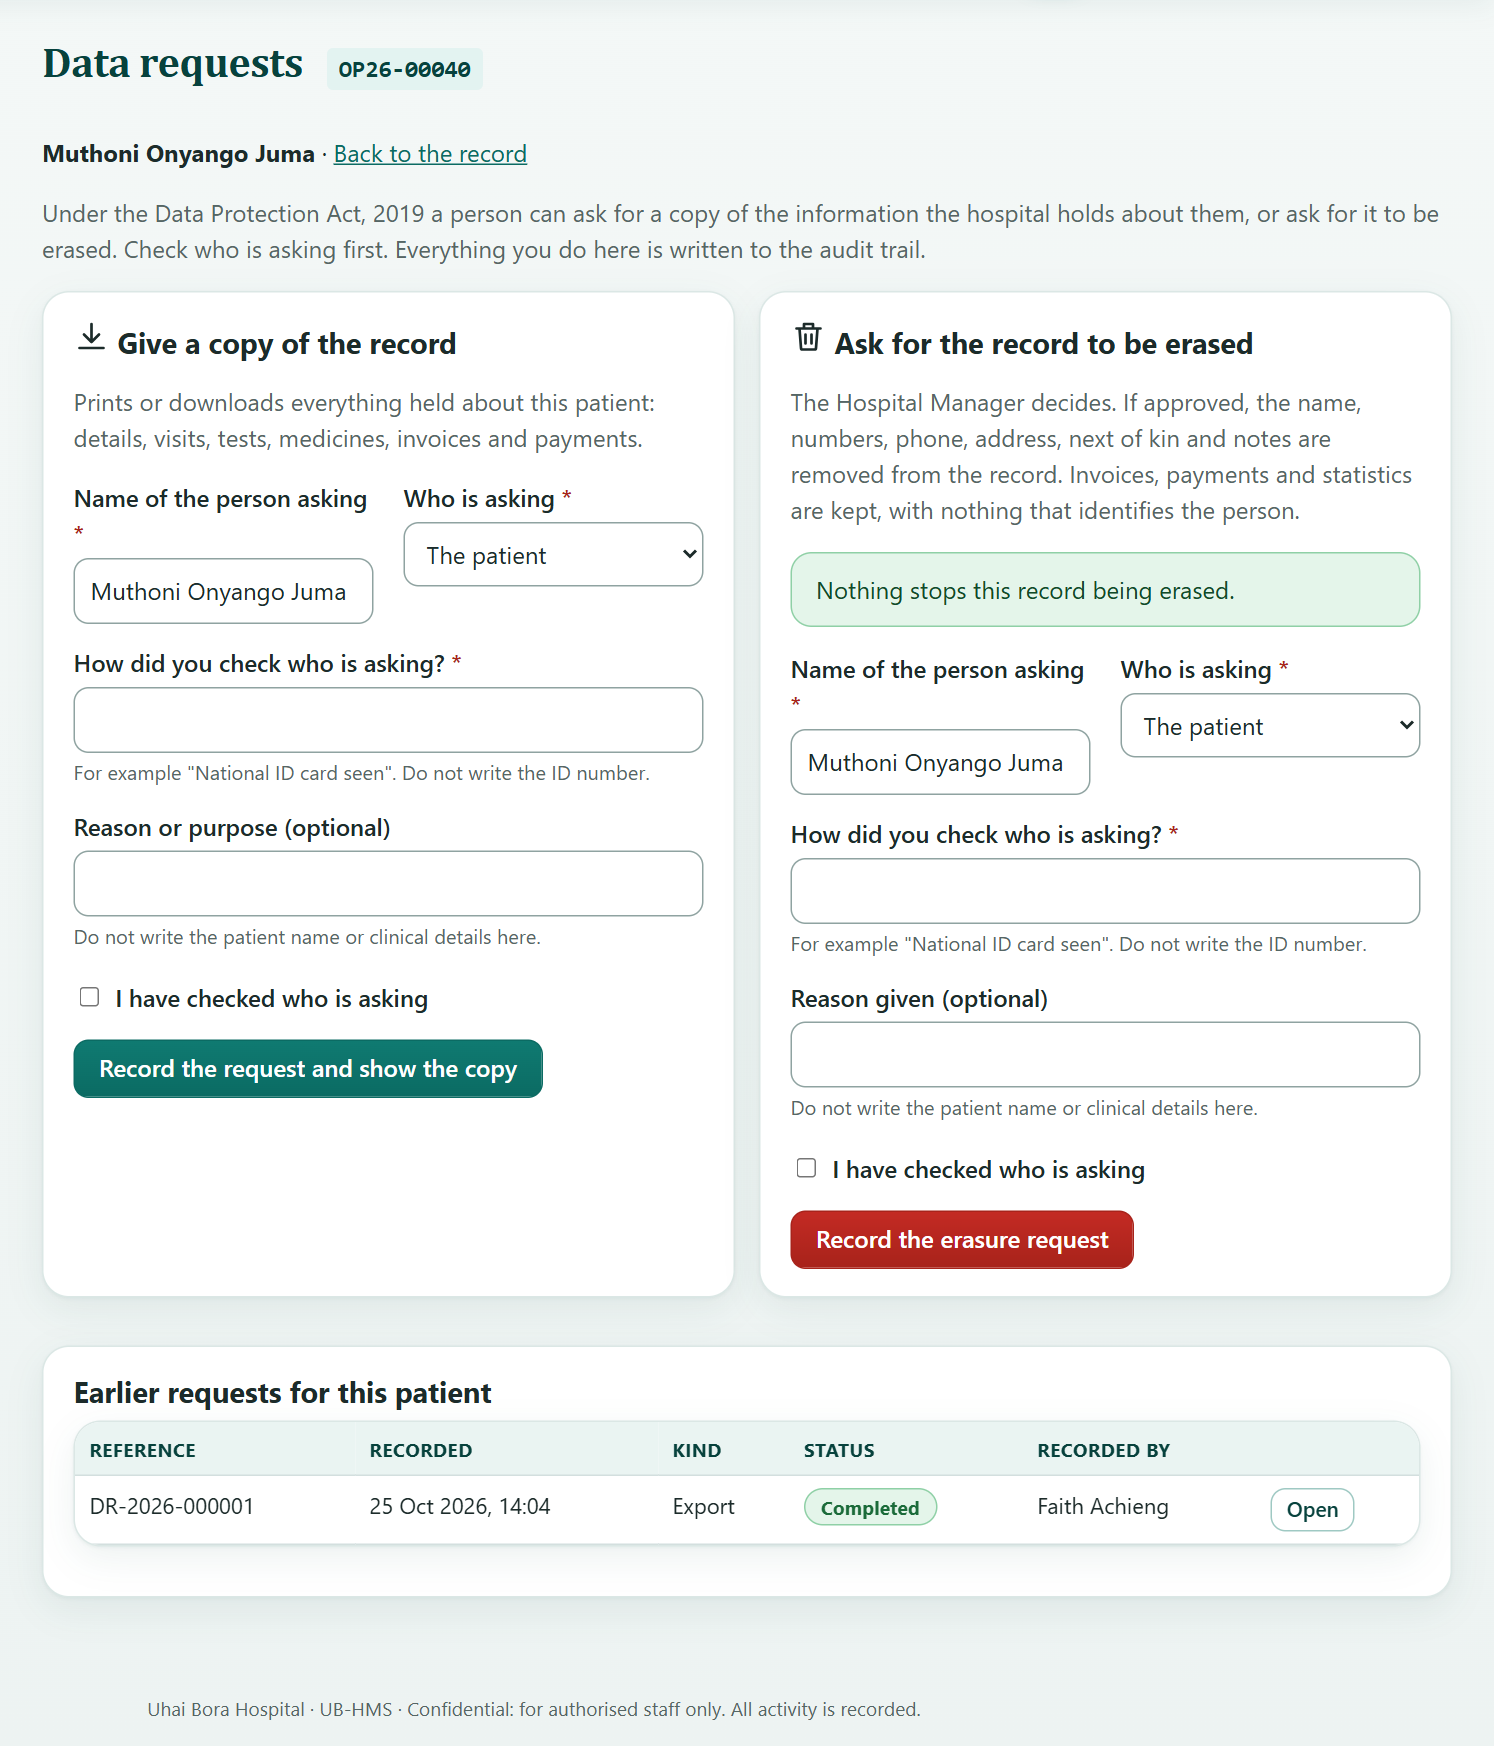 Data requests OP26-00040
Muthoni Onyango Juma · Back to the record
Under the Data Protection Act, 2019 a person can ask for a copy of the information the hospital holds about them, or ask for it to be
erased. Check who is asking first. Everything you do here is written to the audit trail.
Give a copy of the record
Prints or downloads everything held about this patient:
details, visits, tests, medicines, invoices and payments.
Name of the person asking
*
Muthoni Onyango Juma
Who is asking *
The patient
How did you check who is asking? *
For example "National ID card seen". Do not write the ID number.
Reason or purpose (optional)
Do not write the patient name or clinical details here.
I have checked who is asking
Record the request and show the copy
Ask for the record to be erased
The Hospital Manager decides. If approved, the name,
numbers, phone, address, next of kin and notes are
removed from the record. Invoices, payments and statistics
are kept, with nothing that identifies the person.
Nothing stops this record being erased.
Name of the person asking
*
Muthoni Onyango Juma
Who is asking *
The patient
How did you check who is asking? *
For example "National ID card seen". Do not write the ID number.
Reason given (optional)
Do not write the patient name or clinical details here.
I have checked who is asking
Record the erasure request
Earlier requests for this patient
REFERENCE RECORDED KIND STATUS RECORDED BY
DR-2026-000001 25 Oct 2026, 14:04 Export Completed Faith Achieng Open
Uhai Bora Hospital · UB-HMS · Confidential: for authorised staff only. All activity is recorded.